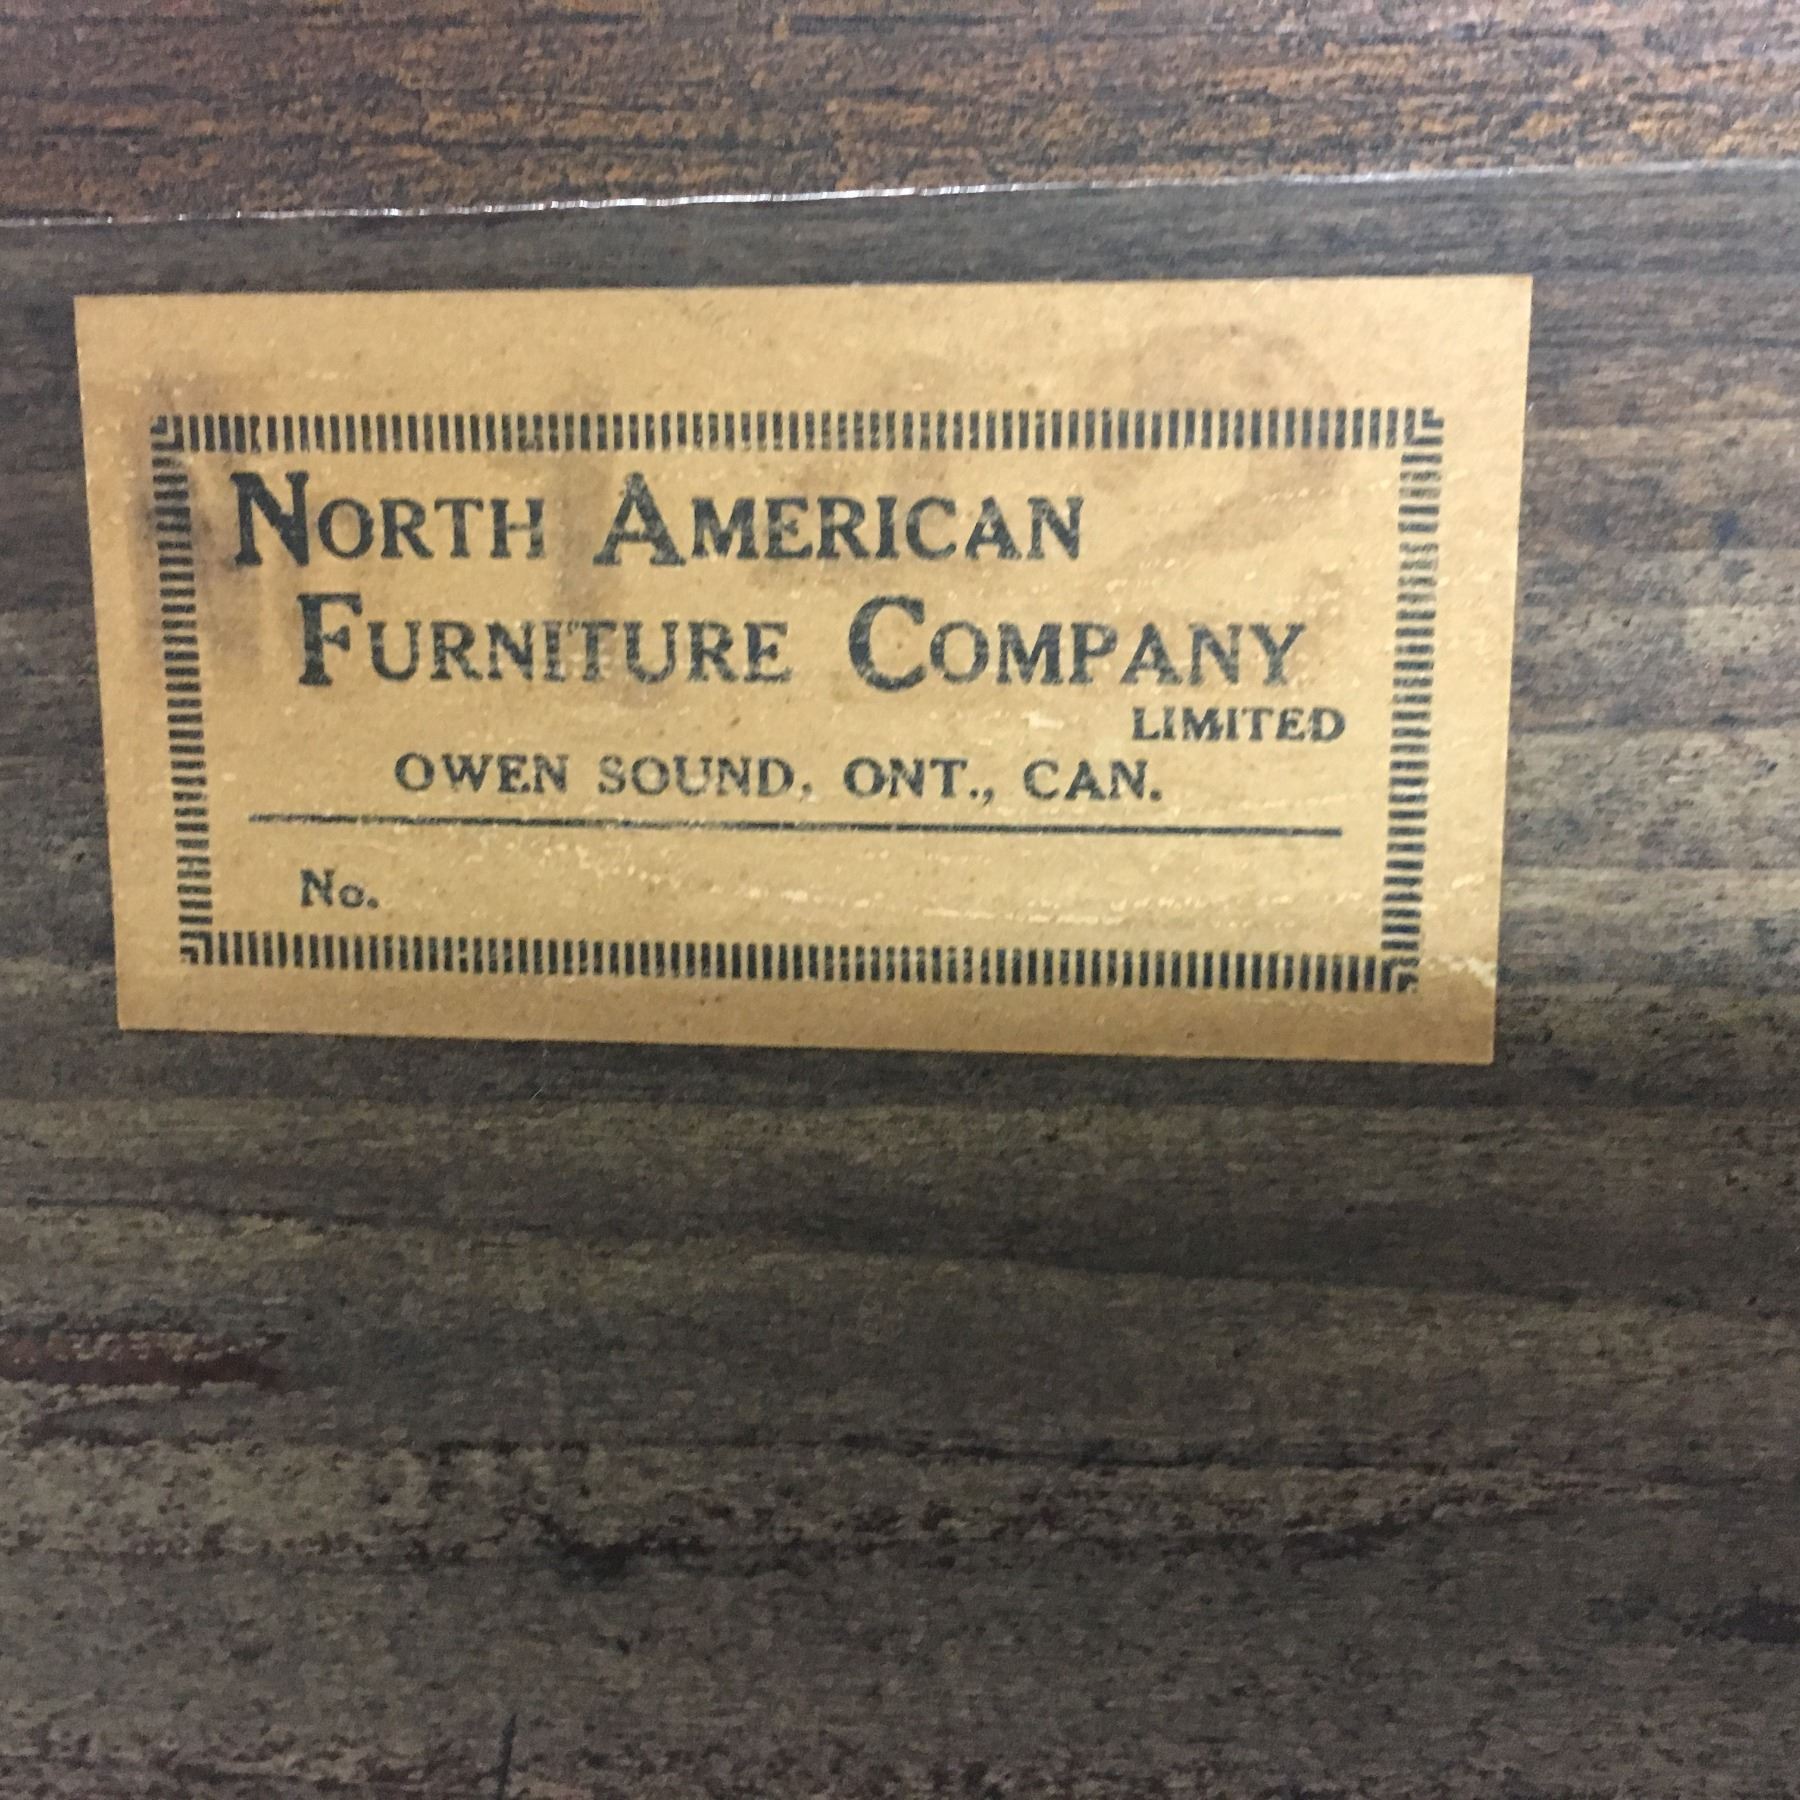 NORTH AMERICAN
FURNITURE COMPANY
LIMITED
OWEN SOUND, ONT., CAN.
No.